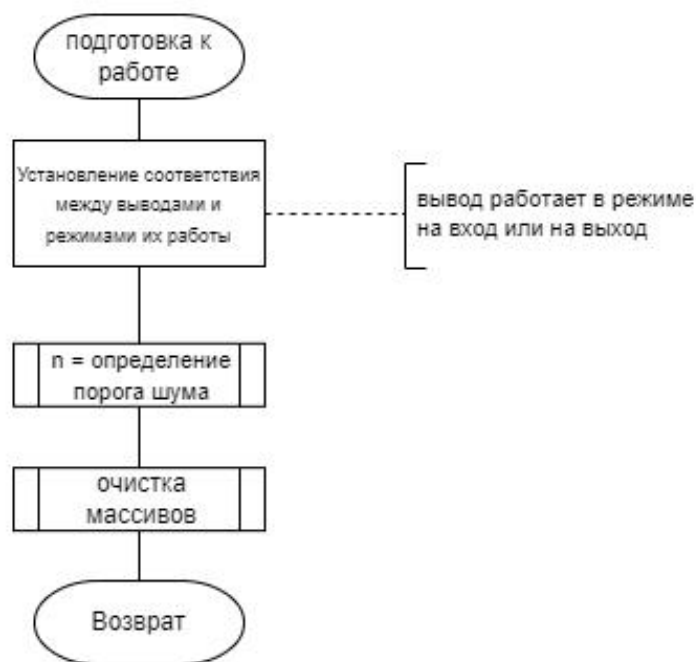 подготовка к
работе
Установление соответствия
между выводами и
режимами их работы
вывод работает в режиме
на вход или на выход
n = определение
порога шума
очистка
массивов
Возврат